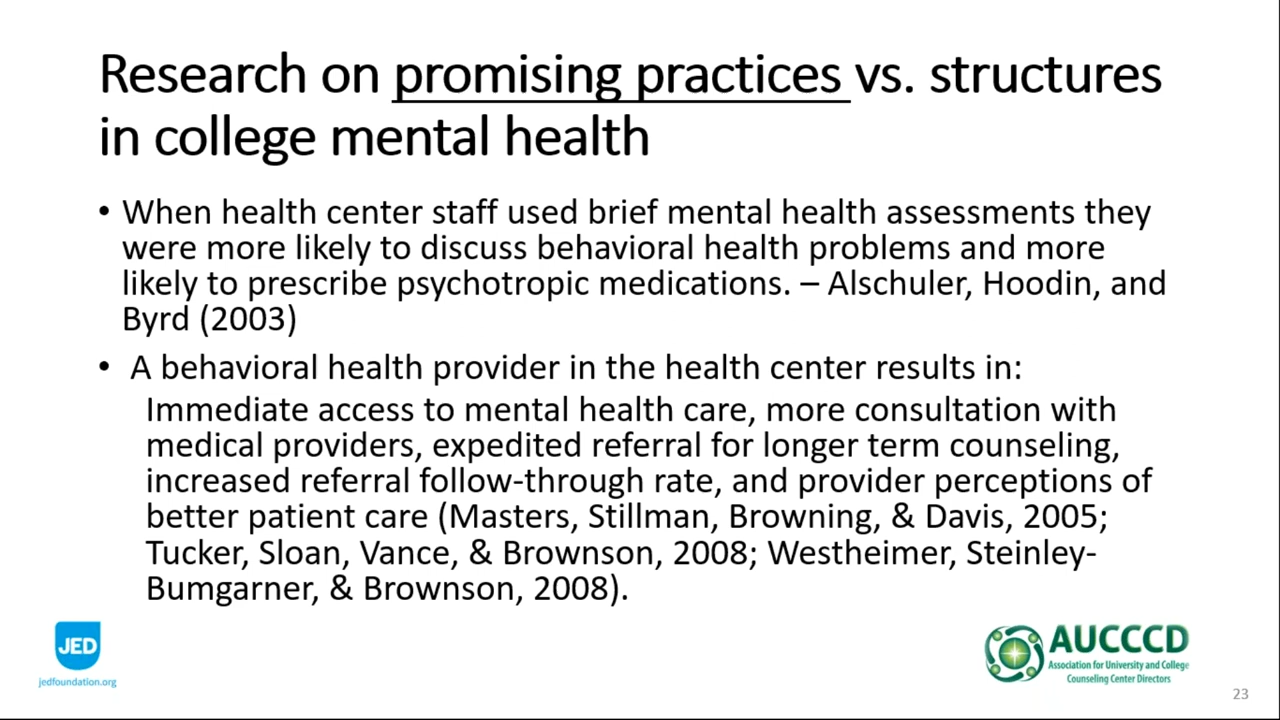 Research on promising practices vs. structures
in college mental health
• When health center staff used brief mental health assessments they
were more likely to discuss behavioral health problems and more
likely to prescribe psychotropic medications. – Alschuler, Hoodin, and
Byrd (2003)
• A behavioral health provider in the health center results in:
Immediate access to mental health care, more consultation with
medical providers, expedited referral for longer term counseling,
increased referral follow-through rate, and provider perceptions of
better patient care (Masters, Stillman, Browning, & Davis, 2005;
Tucker, Sloan, Vance, & Brownson, 2008; Westheimer, Steinley-
Bumgarner, & Brownson, 2008).
JED
jedfoundation.org
AUCCCD
Association for University and College
Counseling Center Directors
23